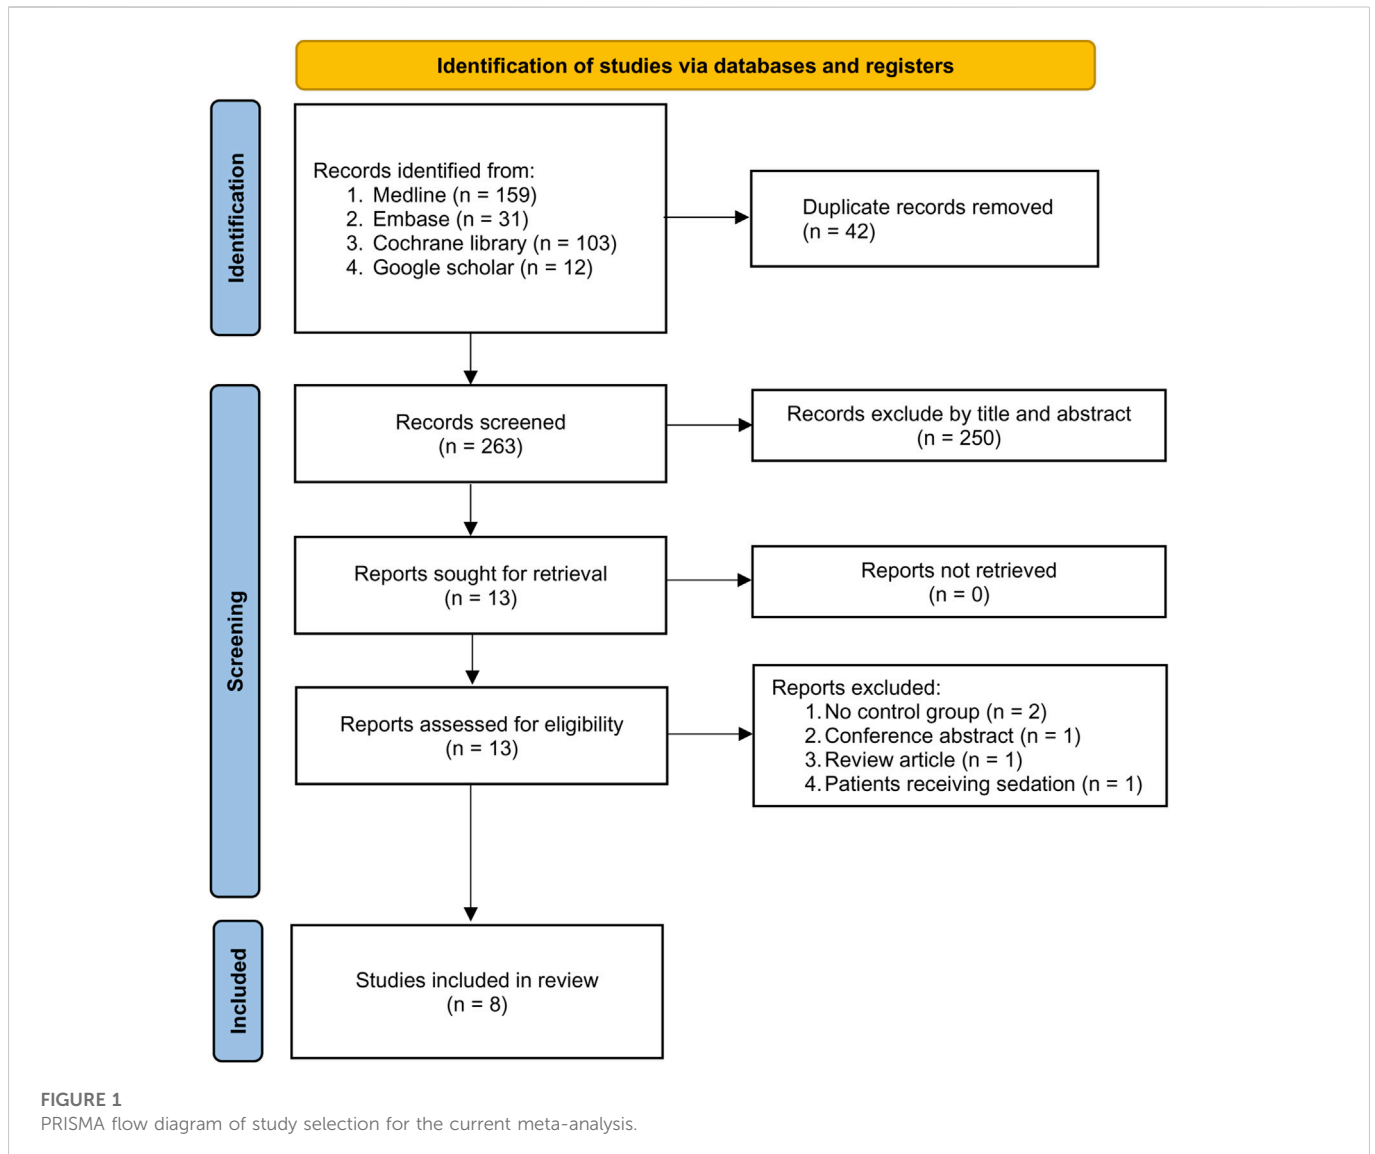 Identification of studies via databases and registers
Identification
Records identified from:
1. Medline (n = 159)
2. Embase (n = 31)
3. Cochrane library (n = 103)
4. Google scholar (n = 12)
Duplicate records removed
(n = 42)
Screening
Records screened
(n = 263)
Records exclude by title and abstract
(n = 250)
Reports sought for retrieval
(n = 13)
Reports not retrieved
(n = 0)
Reports assessed for eligibility
(n = 13)
Reports excluded:
1. No control group (n = 2)
2. Conference abstract (n = 1)
3. Review article (n = 1)
4. Patients receiving sedation (n = 1)
Included
Studies included in review
(n = 8)
FIGURE 1
PRISMA flow diagram of study selection for the current meta-analysis.